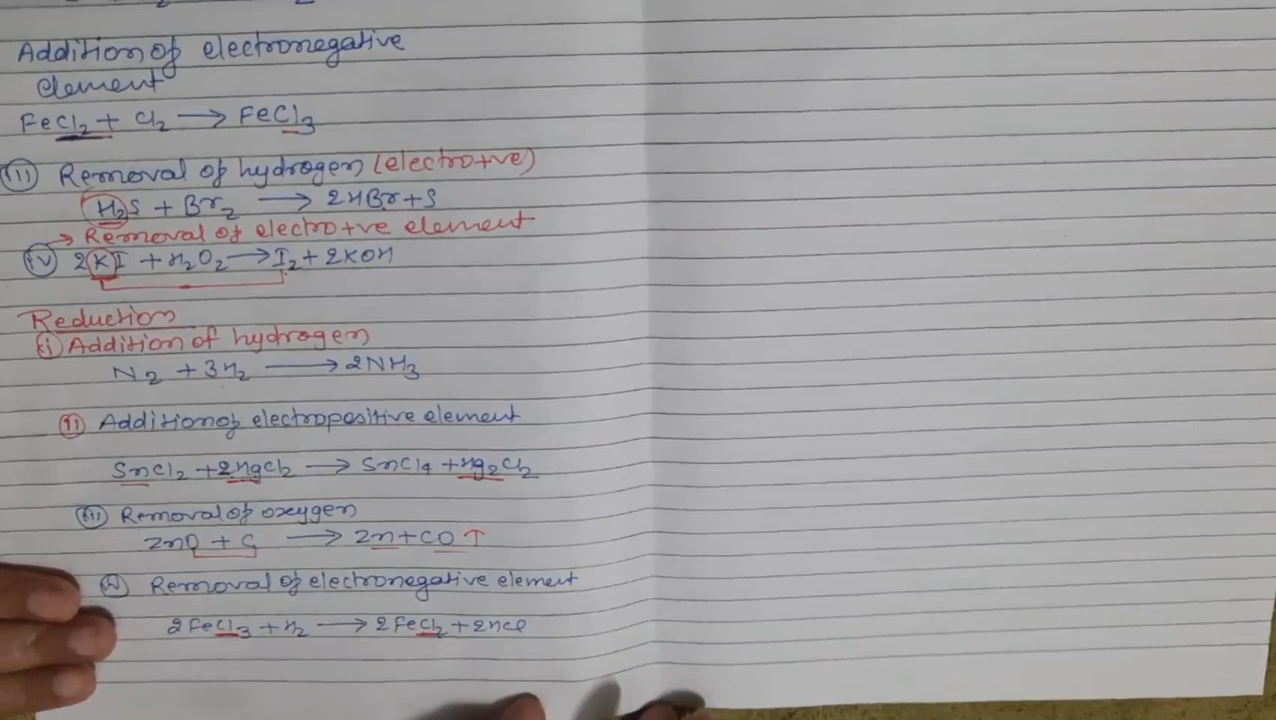 Addition of electronegative
element
FeCl2 + Cl2 → FeCl3
(iii) Removal of hydrogen (electro+ve)
H2S + Br2 → 2HBr + S
→ Removal of electro+ve element
(iv) 2KI + H2O2 → I2 + 2KOH
Reduction
(i) Addition of hydrogen
N2 + 3H2 → 2NH3
(ii) Addition of electropositive element
SnCl2 + 2HgCl2 → SnCl4 + Hg2Cl2
(iii) Removal of oxygen
ZnO + C → Zn + CO ↑
(iv) Removal of electronegative element
2FeCl3 + H2 → 2FeCl2 + 2HCl